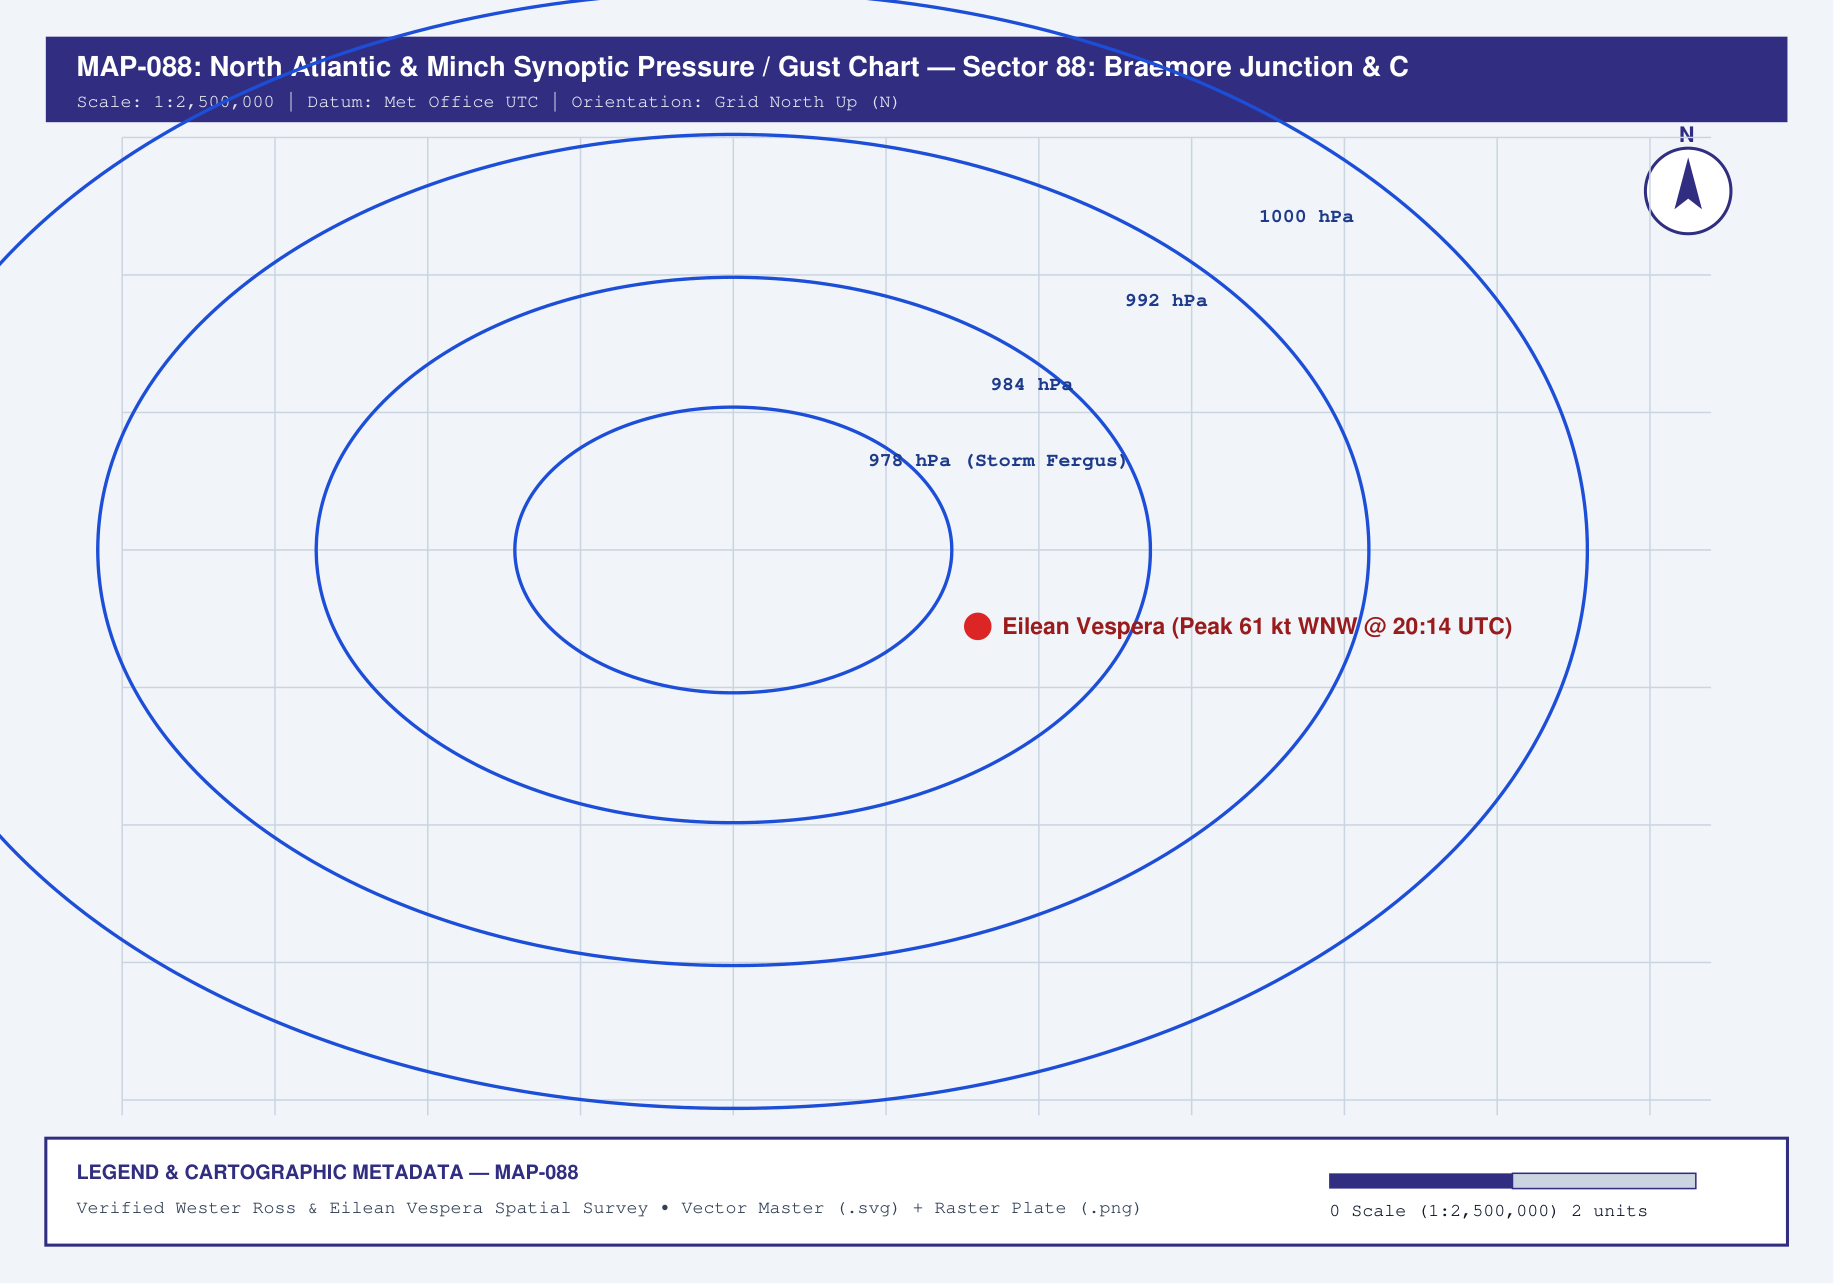 MAP-088: North Atlantic & Minch Synoptic Pressure / Gust Chart — Sector 88: Braemore Junction & C
Scale: 1:2,500,000 │ Datum: Met Office UTC │ Orientation: Grid North Up (N)
N
1000 hPa
992 hPa
984 hPa
978 hPa (Storm Fergus)
Eilean Vespera (Peak 61 kt WNW @ 20:14 UTC)
LEGEND & CARTOGRAPHIC METADATA — MAP-088
Verified Wester Ross & Eilean Vespera Spatial Survey • Vector Master (.svg) + Raster Plate (.png)
0 Scale (1:2,500,000) 2 units